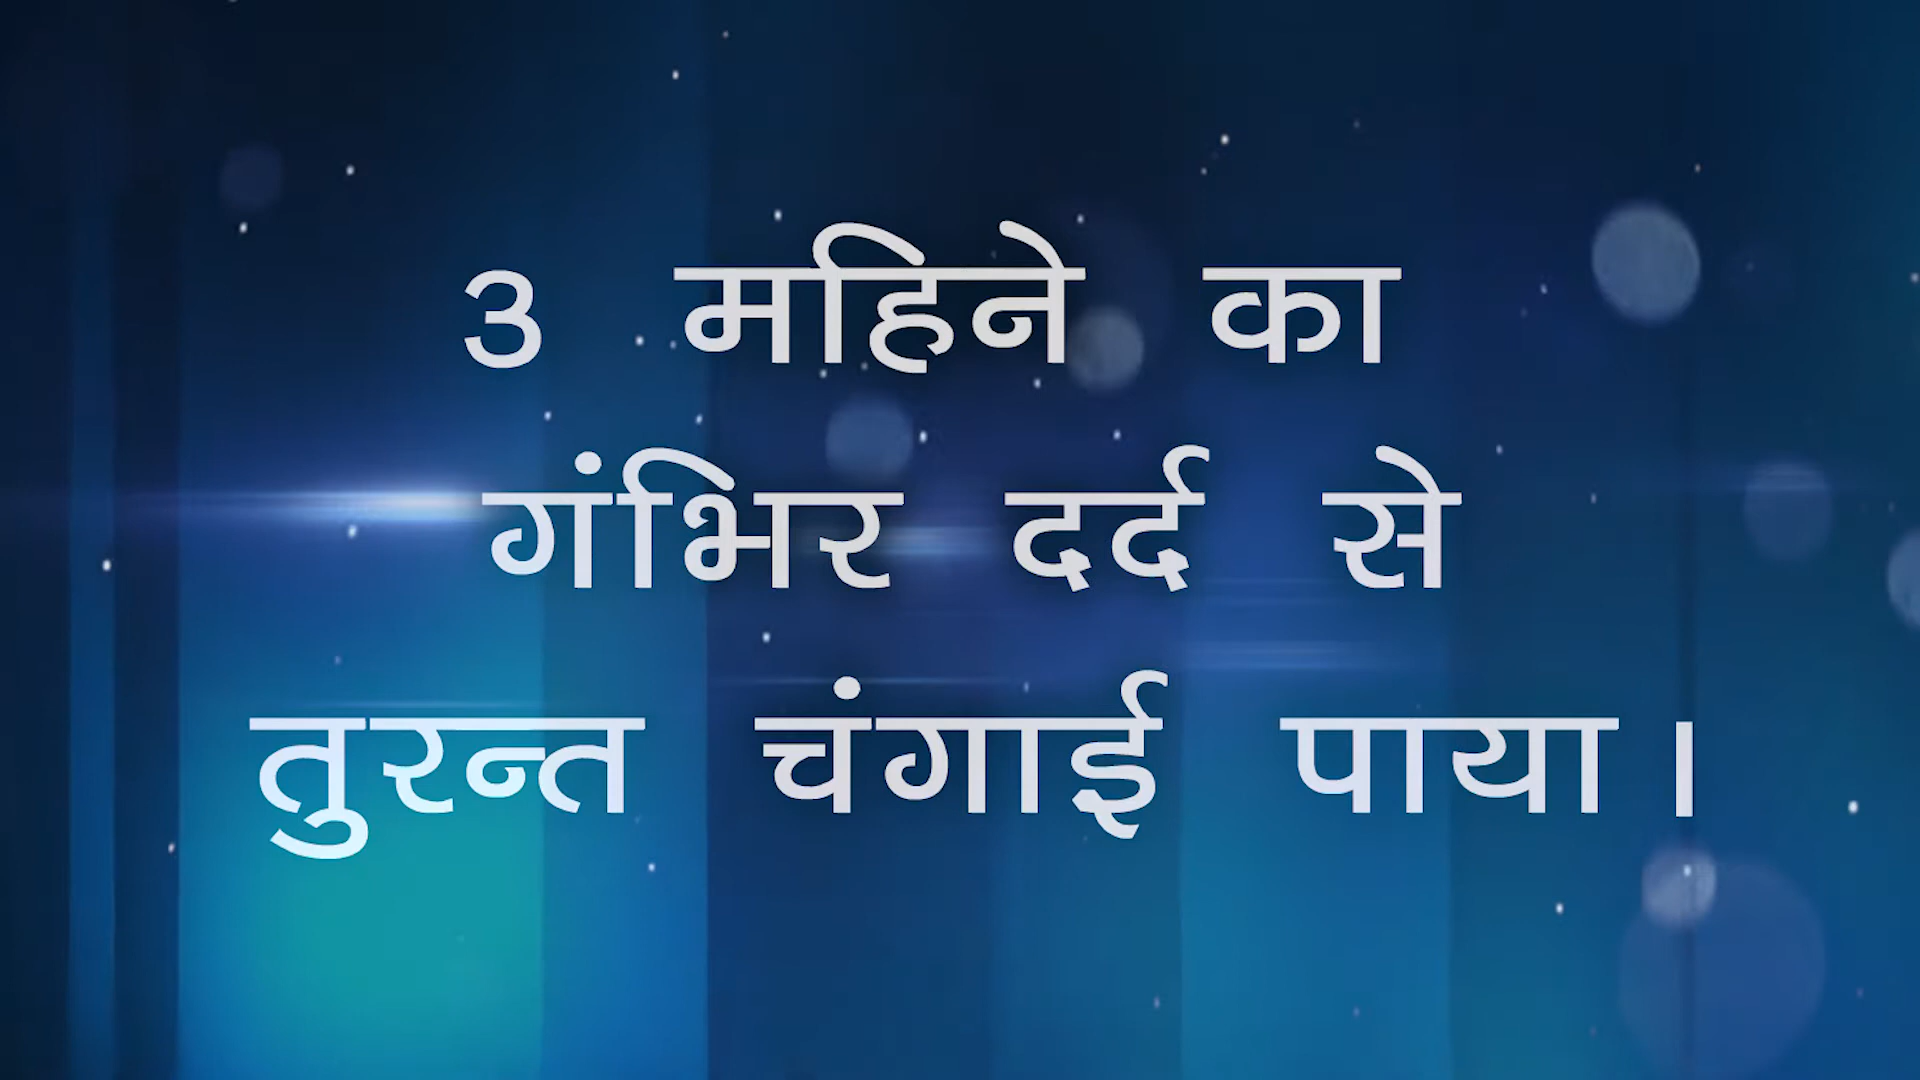 3 महिने का
गंभिर दर्द से
तुरन्त चंगाई पाया।